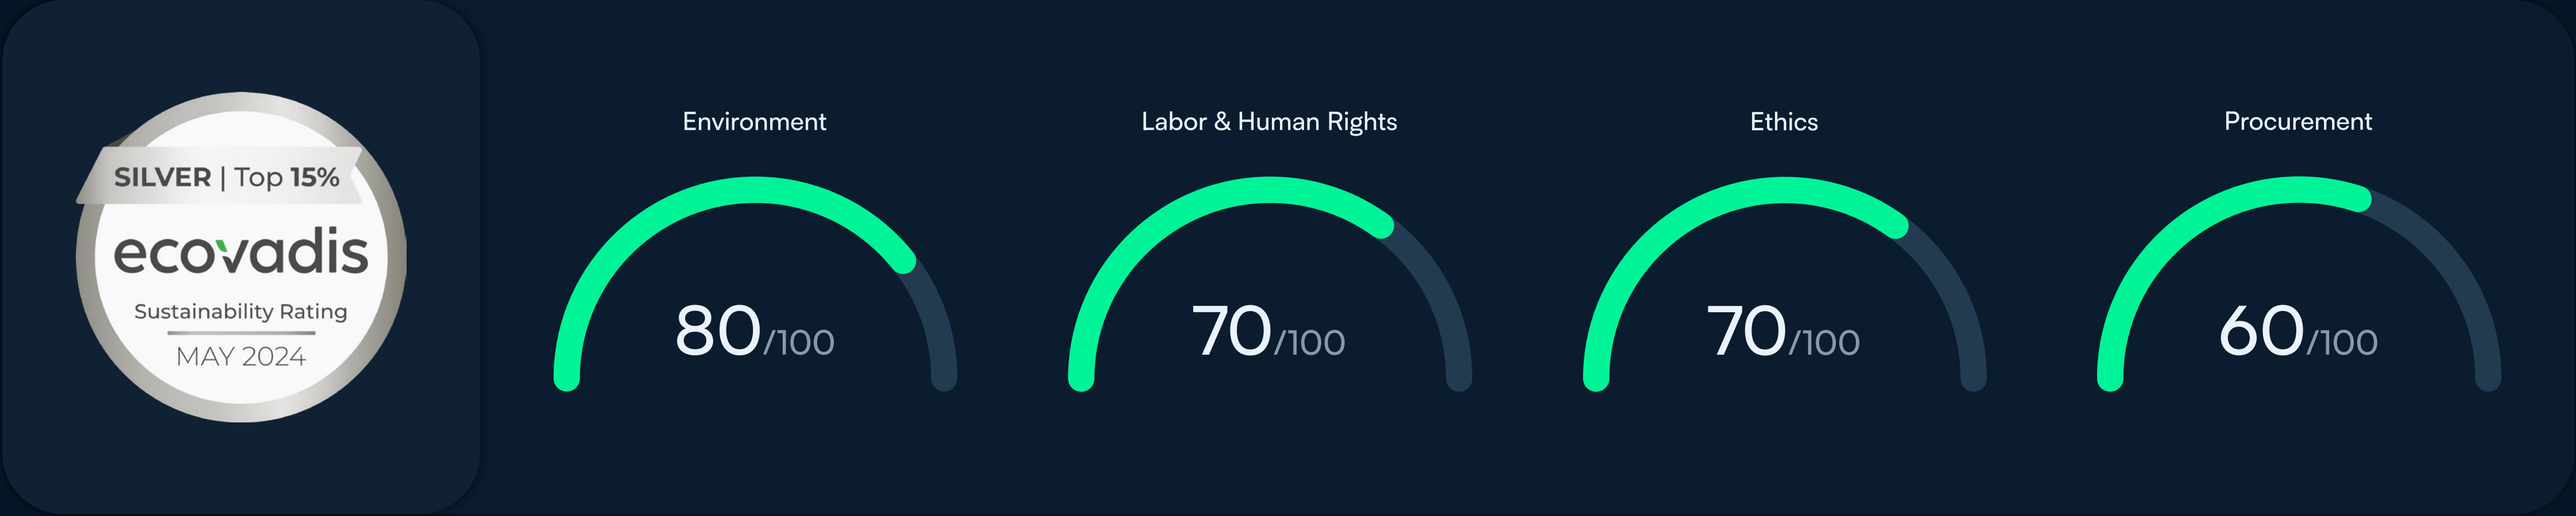 SILVER | Top 15%
ecovadis
Sustainability Rating
MAY 2024
Environment
80/100
Labor & Human Rights
70/100
Ethics
70/100
Procurement
60/100